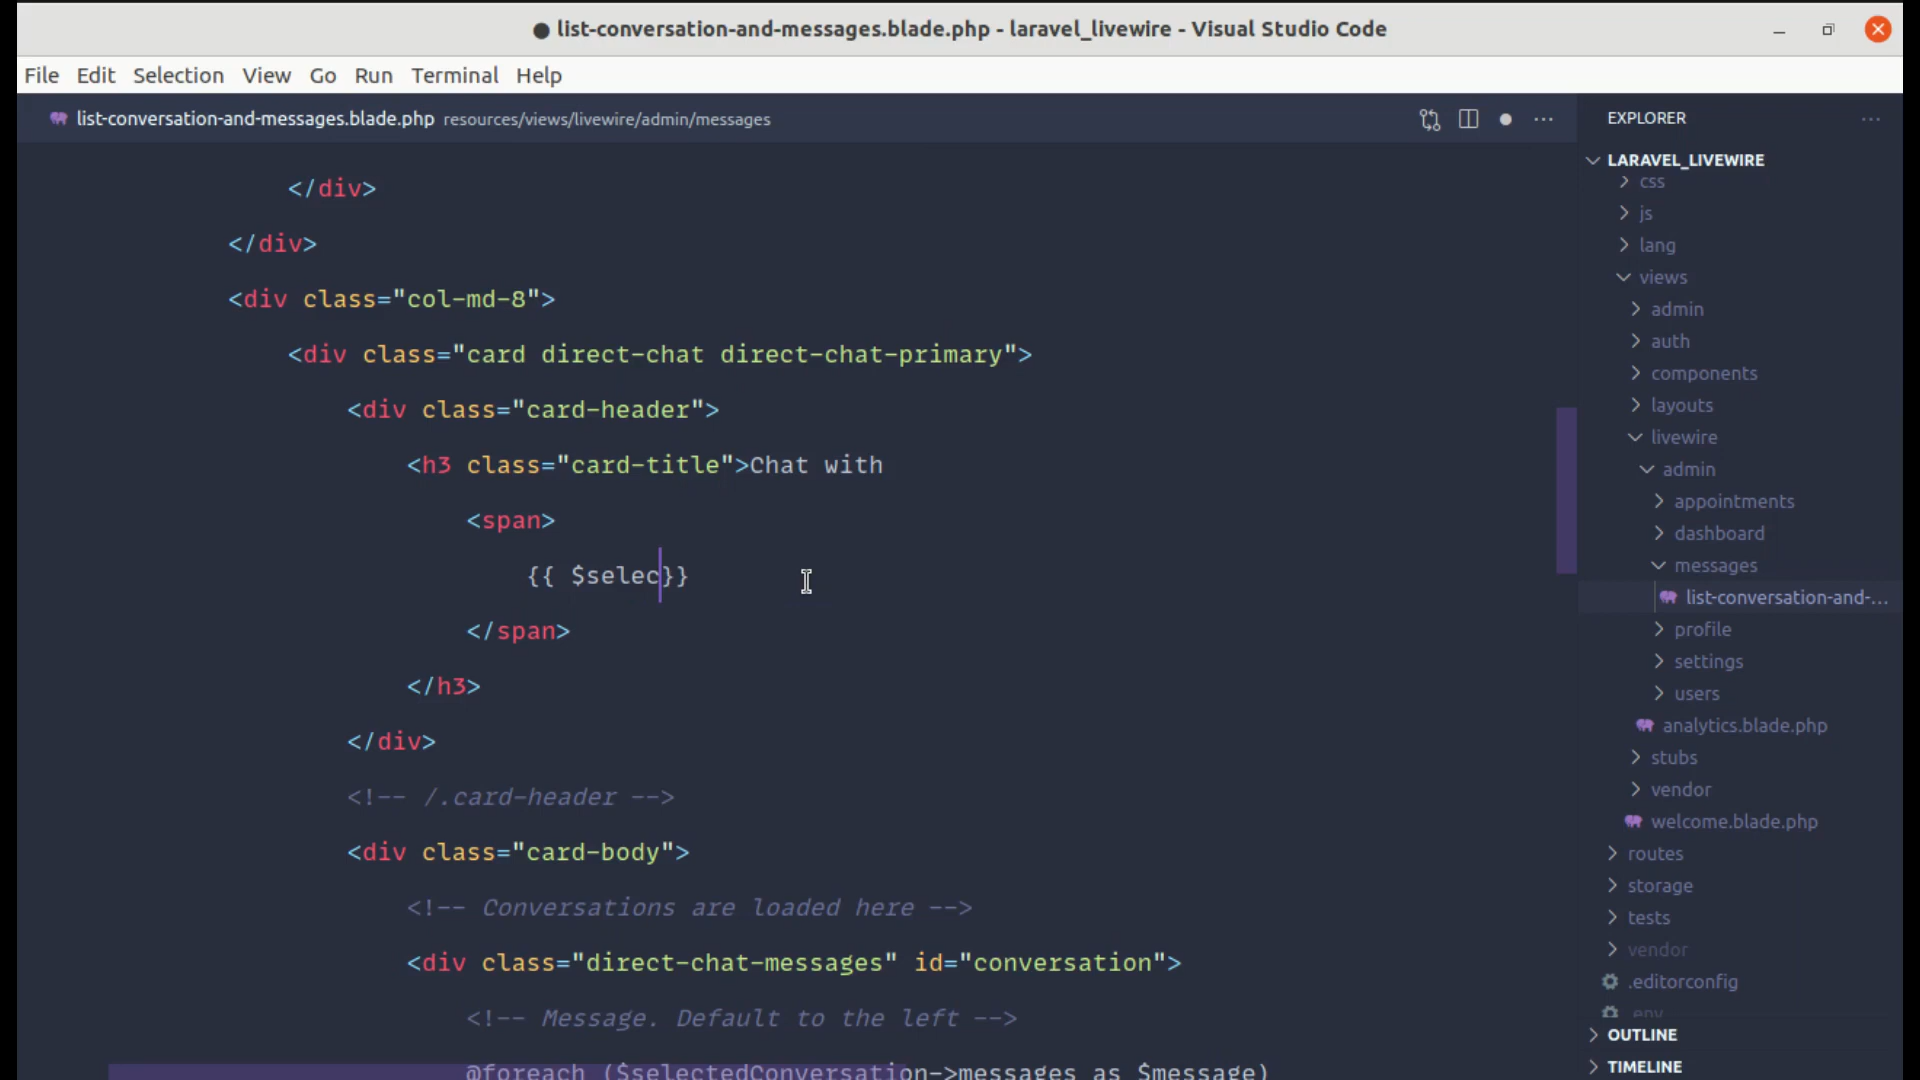 ● list-conversation-and-messages.blade.php - laravel_livewire - Visual Studio Code
File Edit Selection View Go Run Terminal Help
list-conversation-and-messages.blade.php resources/views/livewire/admin/messages
</div>
</div>
<div class="col-md-8">
<div class="card direct-chat direct-chat-primary">
<div class="card-header">
<h3 class="card-title">Chat with
<span>
{{ $selec}}
</span>
</h3>
</div>
<!-- /.card-header -->
<div class="card-body">
<!-- Conversations are loaded here -->
<div class="direct-chat-messages" id="conversation">
<!-- Message. Default to the left -->
@foreach ($selectedConversation->messages as $message)
EXPLORER
LARAVEL_LIVEWIRE
css
js
lang
views
admin
auth
components
layouts
livewire
admin
appointments
dashboard
messages
list-conversation-and-...
profile
settings
users
analytics.blade.php
stubs
vendor
welcome.blade.php
routes
storage
tests
vendor
.editorconfig
.env
OUTLINE
TIMELINE